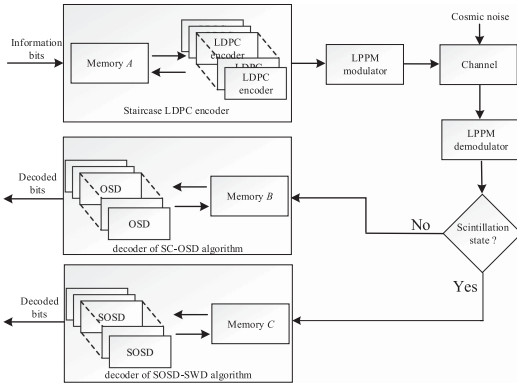 Information
bits
Memory A
LDPC
encoder
LDPC
LDPC
encoder
Staircase LDPC encoder
LPPM
modulator
Cosmic noise
Channel
LPPM
demodulator
Scintillation
state ?
No
Yes
Decoded
bits
OSD
OSD
Memory B
decoder of SC-OSD algorithm
Decoded
bits
SOSD
SOSD
Memory C
decoder of SOSD-SWD algorithm